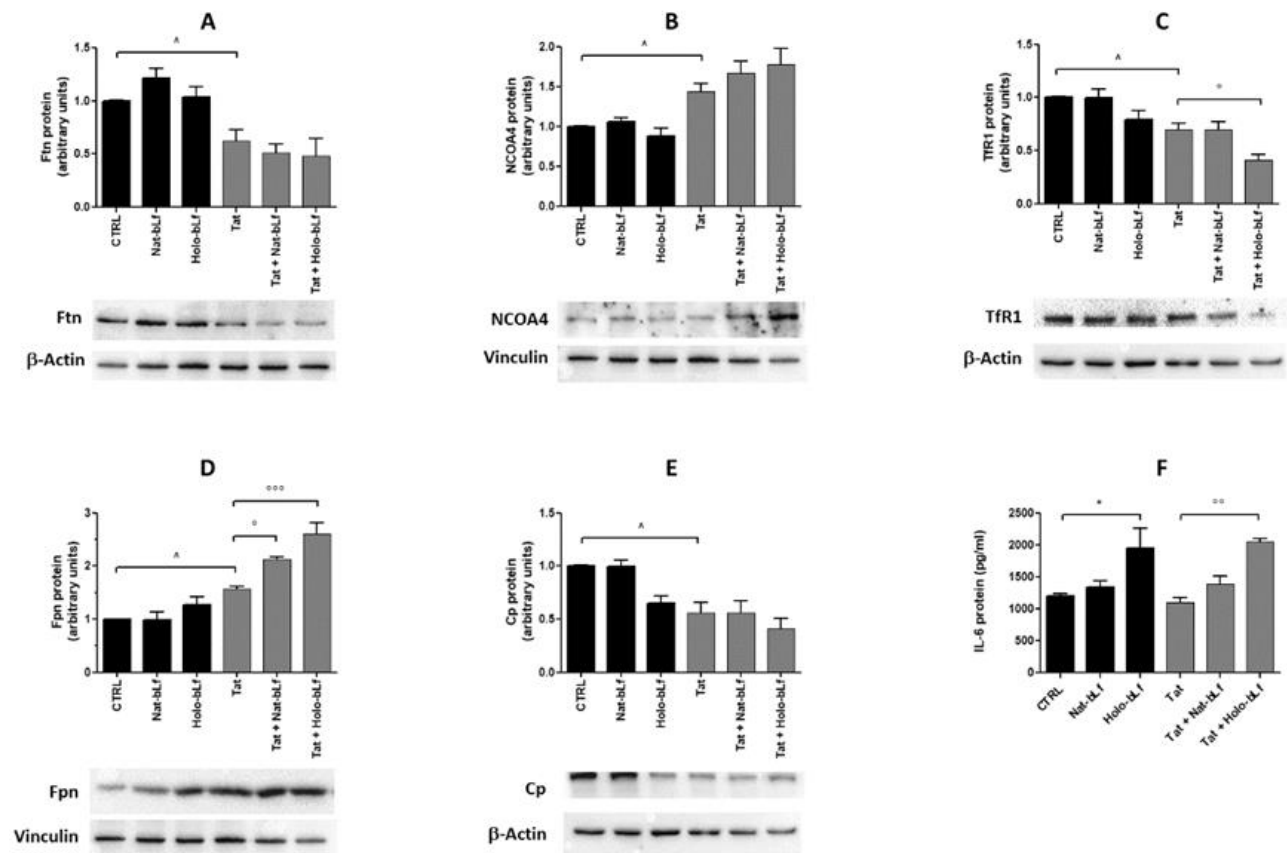 A
Ftn protein
(arbitrary units)
1.5
1.0
0.5
0.0
^
CTRL
Nat-bLf
Holo-bLf
Tat
Tat + Nat-bLf
Tat + Holo-bLf
Ftn
β-Actin
B
NCOA4 protein
(arbitrary units)
2.0
1.5
1.0
0.5
0.0
^
CTRL
Nat-bLf
Holo-bLf
Tat
Tat + Nat-bLf
Tat + Holo-bLf
NCOA4
Vinculin
C
TfR1 protein
(arbitrary units)
1.5
1.0
0.5
0.0
^
°
CTRL
Nat-bLf
Holo-bLf
Tat
Tat + Nat-bLf
Tat + Holo-bLf
TfR1
β-Actin
D
Fpn protein
(arbitrary units)
3
2
1
0
^
°
°°°
CTRL
Nat-bLf
Holo-bLf
Tat
Tat + Nat-bLf
Tat + Holo-bLf
Fpn
Vinculin
E
Cp protein
(arbitrary units)
1.5
1.0
0.5
0.0
^
CTRL
Nat-bLf
Holo-bLf
Tat
Tat + Nat-bLf
Tat + Holo-bLf
Cp
β-Actin
F
IL-6 protein (pg/ml)
2500
2000
1500
1000
500
0
*
°°
CTRL
Nat-bLf
Holo-bLf
Tat
Tat + Nat-bLf
Tat + Holo-bLf